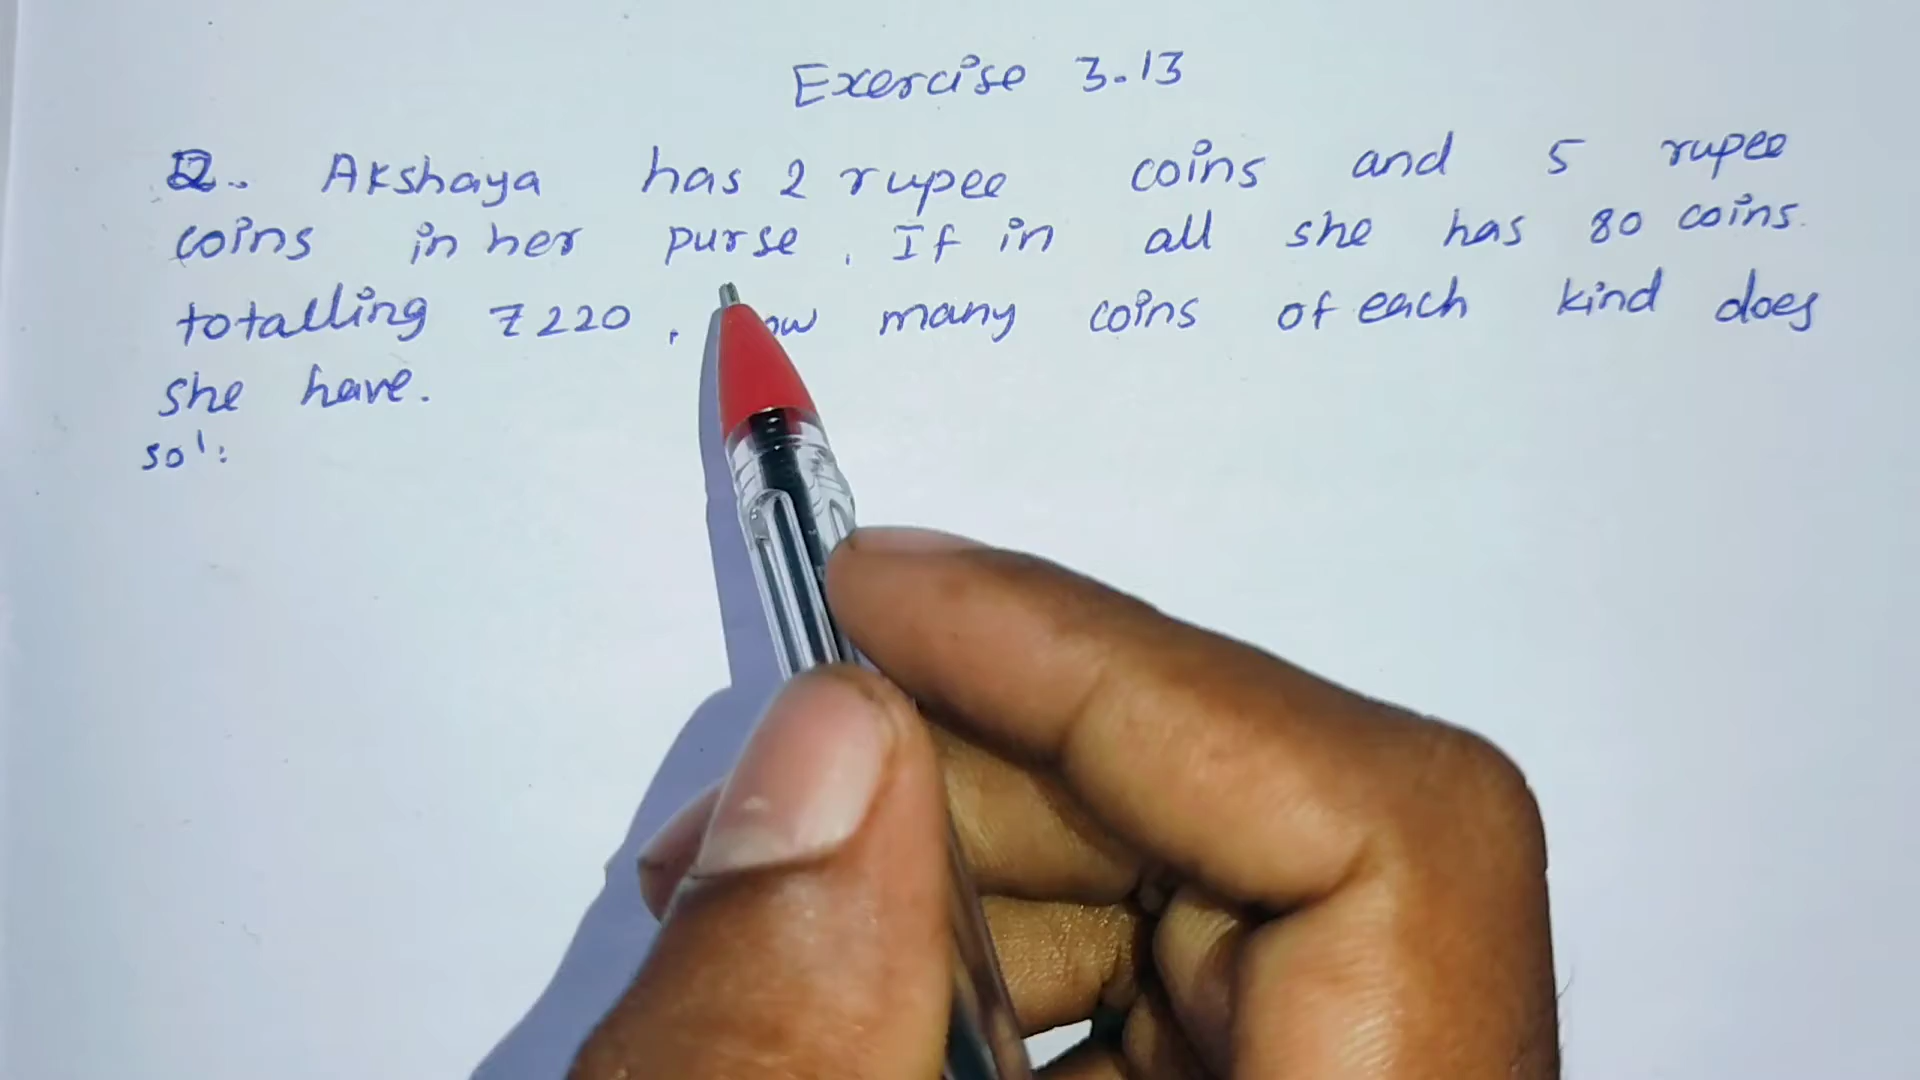 Exercise 3.13
2. Akshaya has 2 rupee coins and 5 rupee
coins in her purse. If in all she has 80 coins.
totalling ₹220, many coins of each kind does
she have.
sol: